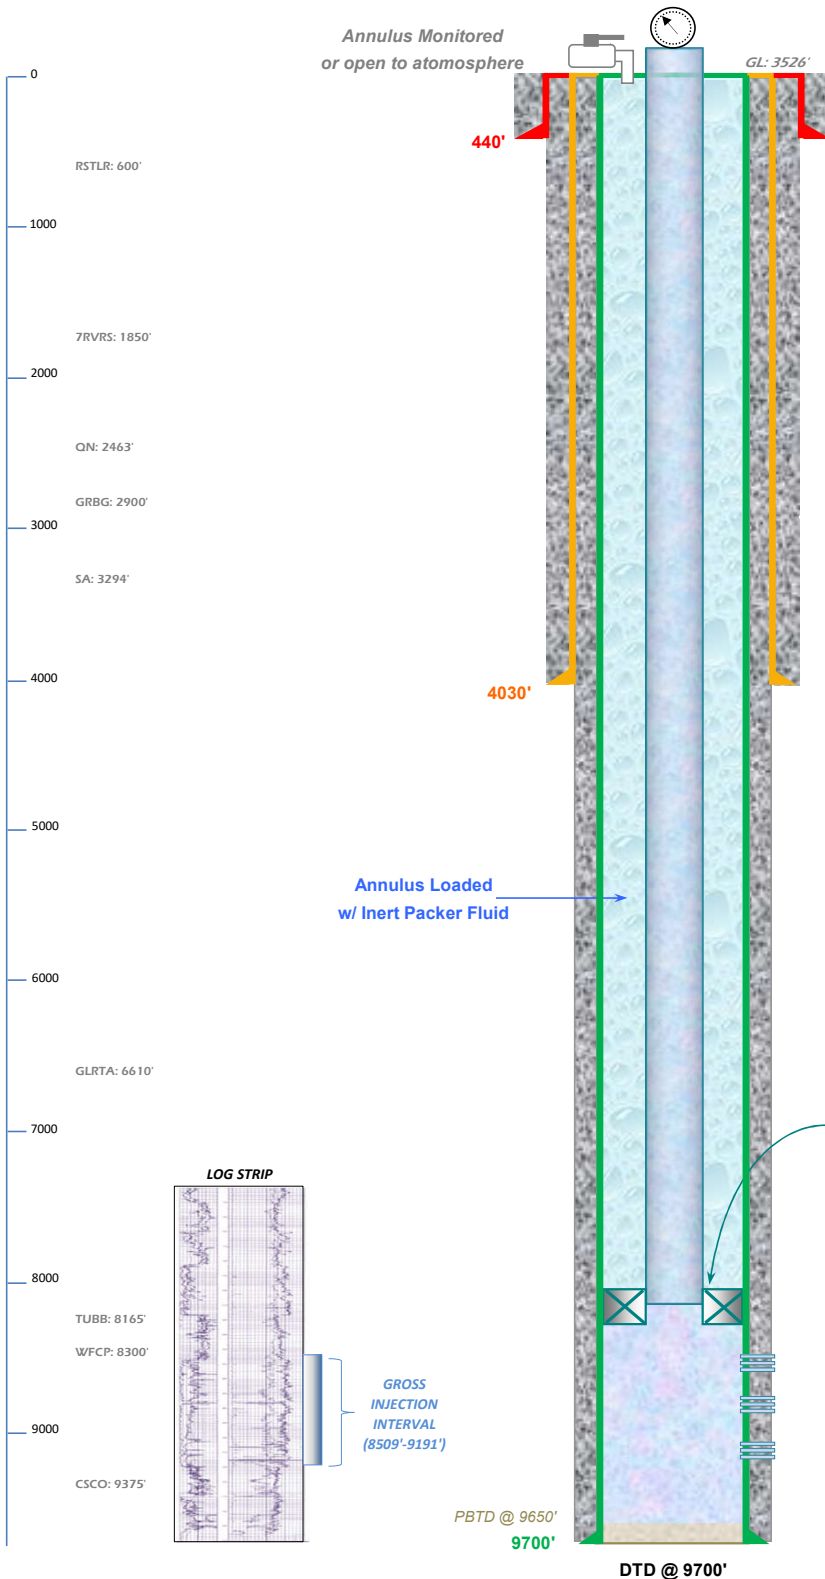 Annulus Monitored
or open to atomosphere
GL: 3526'
0
440'
RSTLR: 600'
1000
7RVRS: 1850'
2000
QN: 2463'
GRBG: 2900'
3000
SA: 3294'
4000
4030'
5000
Annulus Loaded
w/ Inert Packer Fluid
6000
GLRTA: 6610'
7000
LOG STRIP
8000
TUBB: 8165'
WFCP: 8300'
GROSS
INJECTION
INTERVAL
(8509'-9191')
9000
CSCO: 9375'
PBTD @ 9650'
9700'
DTD @ 9700'